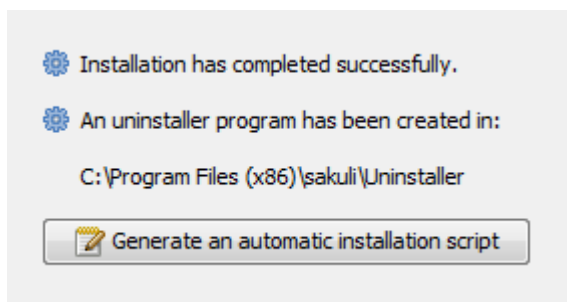 Installation has completed successfully.
An uninstaller program has been created in:
C:\Program Files (x86)\sakuli\Uninstaller
Generate an automatic installation script